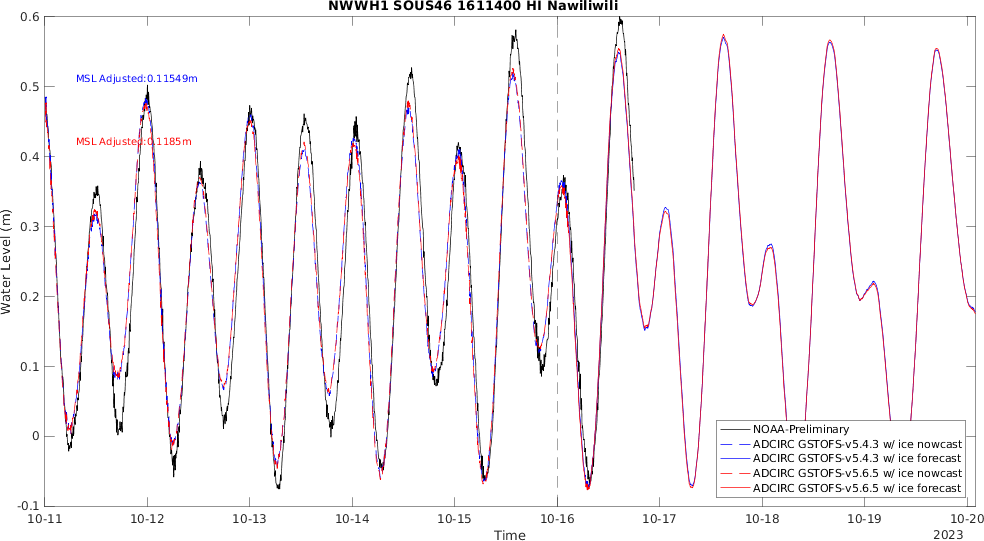 NWWH1 SOUS46 1611400 HI Nawiliwili
0.6
0.5
0.4
0.3
0.2
0.1
0
-0.1
Water Level (m)
MSL Adjusted:0.11549m
MSL Adjusted:0.1185m
NOAA-Preliminary
ADCIRC GSTOFS-v5.4.3 w/ ice nowcast
ADCIRC GSTOFS-v5.4.3 w/ ice forecast
ADCIRC GSTOFS-v5.6.5 w/ ice nowcast
ADCIRC GSTOFS-v5.6.5 w/ ice forecast
10-11 10-12 10-13 10-14 10-15 10-16 10-17 10-18 10-19 10-20
Time
2023